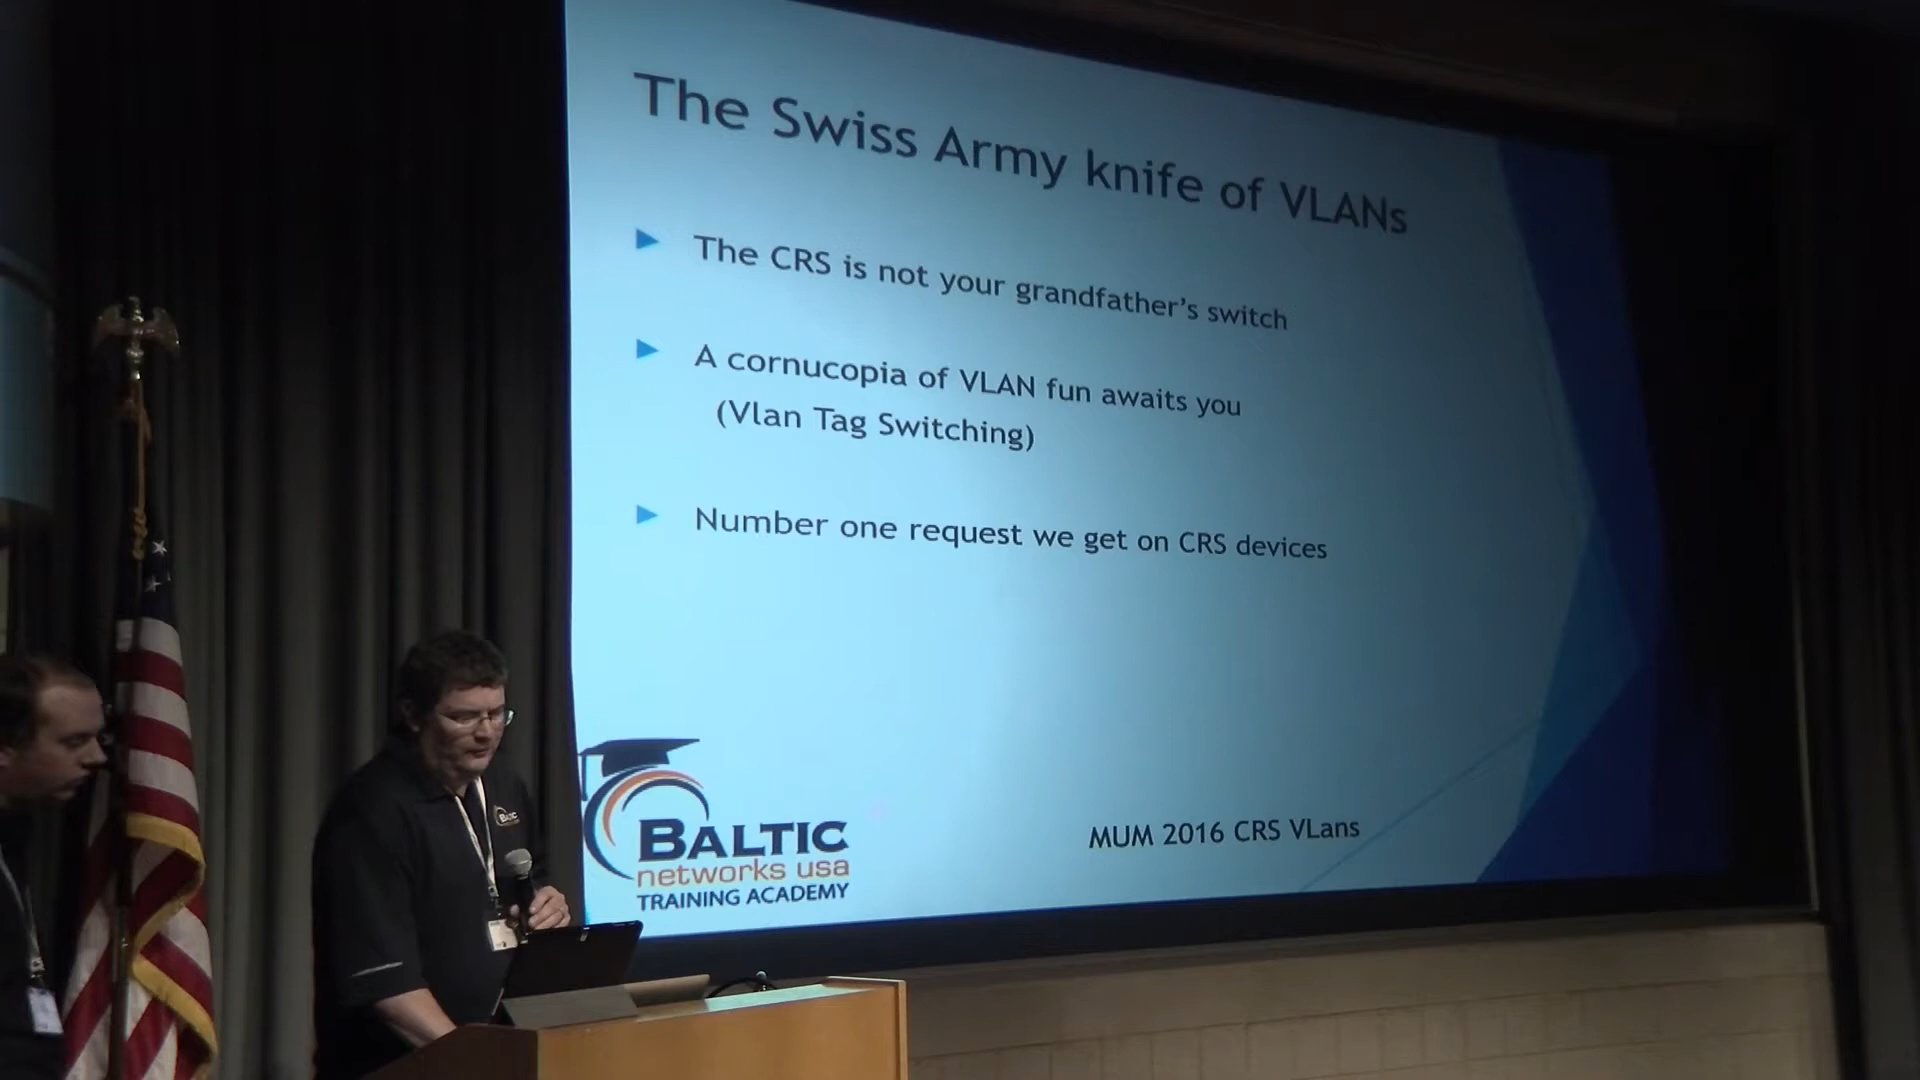 The Swiss Army knife of VLANs
The CRS is not your grandfather's switch
A cornucopia of VLAN fun awaits you
(Vlan Tag Switching)
Number one request we get on CRS devices
BALTIC
networks usa
TRAINING ACADEMY
MUM 2016 CRS VLans